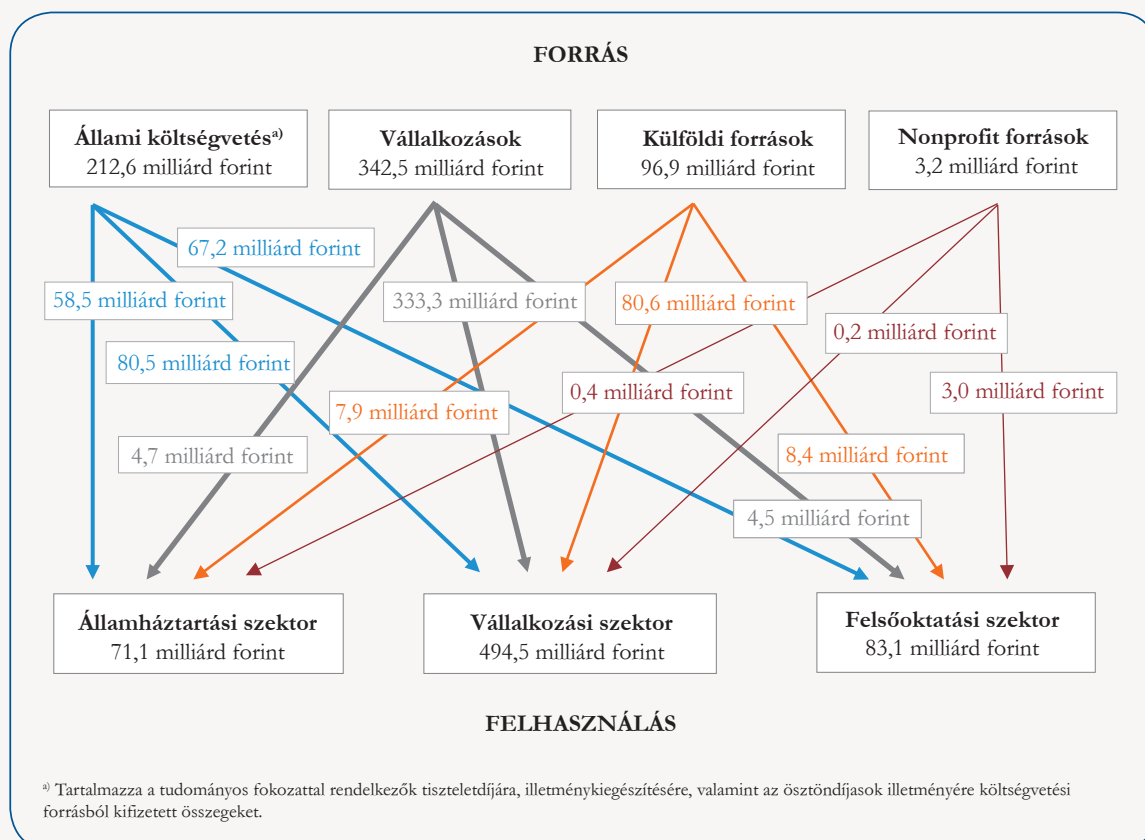 FORRÁS
Állami költségvetésᵃ⁾
212,6 milliárd forint
Vállalkozások
342,5 milliárd forint
Külföldi források
96,9 milliárd forint
Nonprofit források
3,2 milliárd forint
67,2 milliárd forint
58,5 milliárd forint
333,3 milliárd forint
80,6 milliárd forint
0,2 milliárd forint
80,5 milliárd forint
7,9 milliárd forint
0,4 milliárd forint
3,0 milliárd forint
4,7 milliárd forint
8,4 milliárd forint
4,5 milliárd forint
Államháztartási szektor
71,1 milliárd forint
Vállalkozási szektor
494,5 milliárd forint
Felsőoktatási szektor
83,1 milliárd forint
FELHASZNÁLÁS
ᵃ⁾ Tartalmazza a tudományos fokozattal rendelkezők tiszteletdíjára, illetménykiegészítésére, valamint az ösztöndíjasok illetményére költségvetési
forrásból kifizetett összegeket.